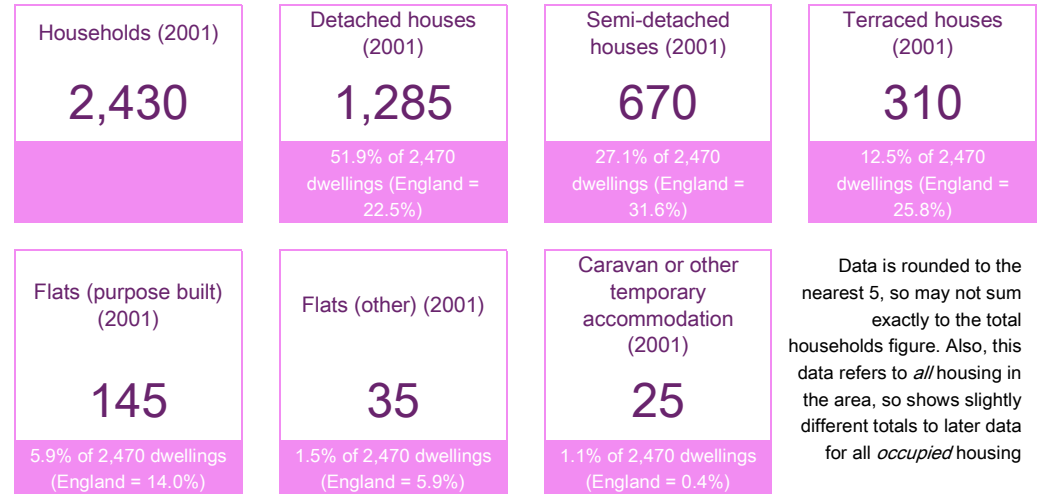 Households (2001)
2,430
Detached houses
(2001)
1,285
51.9% of 2,470
dwellings (England =
22.5%)
Semi-detached
houses (2001)
670
27.1% of 2,470
dwellings (England =
31.6%)
Terraced houses
(2001)
310
12.5% of 2,470
dwellings (England =
25.8%)
Flats (purpose built)
(2001)
145
5.9% of 2,470 dwellings
(England = 14.0%)
Flats (other) (2001)
35
1.5% of 2,470 dwellings
(England = 5.9%)
Caravan or other
temporary
accommodation
(2001)
25
1.1% of 2,470 dwellings
(England = 0.4%)
Data is rounded to the
nearest 5, so may not sum
exactly to the total
households figure. Also, this
data refers to all housing in
the area, so shows slightly
different totals to later data
for all occupied housing